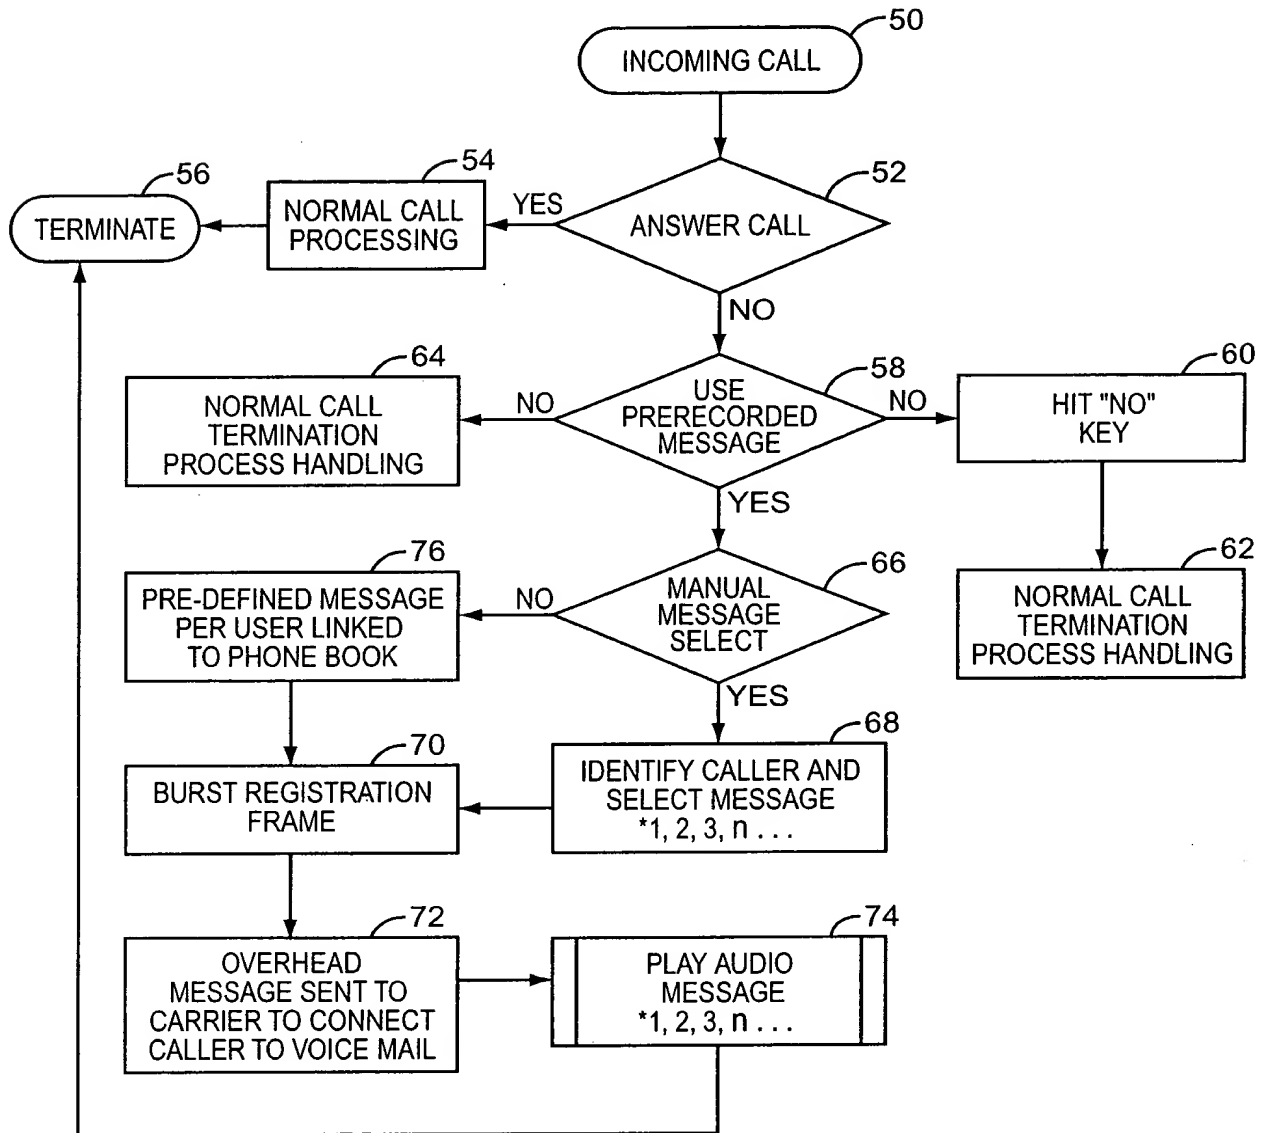 50
INCOMING CALL
56
54
52
TERMINATE
NORMAL CALL
PROCESSING
YES
ANSWER CALL
NO
64
58
60
NORMAL CALL
TERMINATION
PROCESS HANDLING
NO
USE
PRERECORDED
MESSAGE
NO
HIT "NO"
KEY
YES
76
66
62
PRE-DEFINED MESSAGE
PER USER LINKED
TO PHONE BOOK
NO
MANUAL
MESSAGE
SELECT
NORMAL CALL
TERMINATION
PROCESS HANDLING
YES
70
68
BURST REGISTRATION
FRAME
IDENTIFY CALLER AND
SELECT MESSAGE
*1, 2, 3, n . . .
72
74
OVERHEAD
MESSAGE SENT TO
CARRIER TO CONNECT
CALLER TO VOICE MAIL
PLAY AUDIO
MESSAGE
*1, 2, 3, n . . .